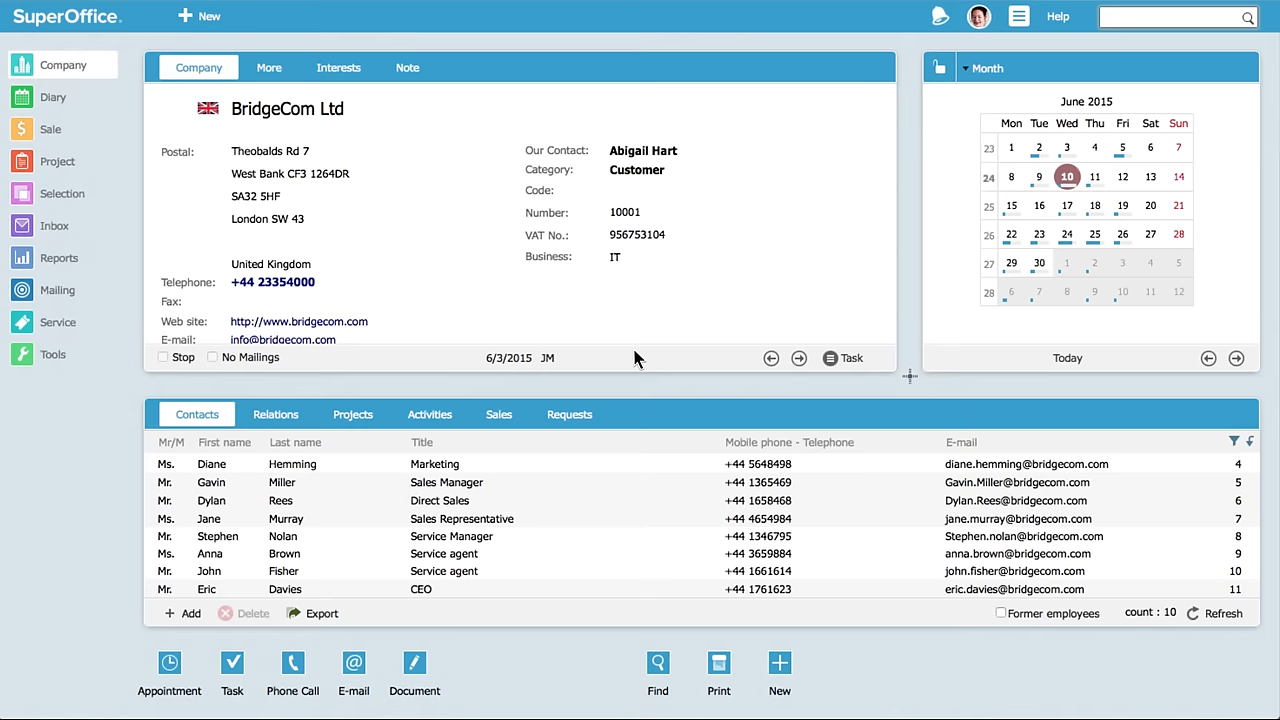 SuperOffice.
New
Help
Company
Diary
Sale
Project
Selection
Inbox
Reports
Mailing
Service
Tools
Company More Interests Note
BridgeCom Ltd
Postal: Theobalds Rd 7
West Bank CF3 1264DR
SA32 5HF
London SW 43
United Kingdom
Telephone: +44 23354000
Fax:
Web site: http://www.bridgecom.com
E-mail: info@bridgecom.com
Our Contact: Abigail Hart
Category: Customer
Code:
Number: 10001
VAT No.: 956753104
Business: IT
Stop No Mailings 6/3/2015 JM Task
Month
June 2015
Mon Tue Wed Thu Fri Sat Sun
23 1 2 3 4 5 6 7
24 8 9 10 11 12 13 14
25 15 16 17 18 19 20 21
26 22 23 24 25 26 27 28
27 29 30 1 2 3 4 5
28 6 7 8 9 10 11 12
Today
Contacts Relations Projects Activities Sales Requests
Mr/M First name Last name Title Mobile phone - Telephone E-mail
Ms. Diane Hemming Marketing +44 5648498 diane.hemming@bridgecom.com 4
Mr. Gavin Miller Sales Manager +44 1365469 Gavin.Miller@bridgecom.com 5
Mr. Dylan Rees Direct Sales +44 1658468 Dylan.Rees@bridgecom.com 6
Ms. Jane Murray Sales Representative +44 4654984 jane.murray@bridgecom.com 7
Mr. Stephen Nolan Service Manager +44 1346795 Stephen.nolan@bridgecom.com 8
Ms. Anna Brown Service agent +44 3659884 anna.brown@bridgecom.com 9
Mr. John Fisher Service agent +44 1661614 john.fisher@bridgecom.com 10
Mr. Eric Davies CEO +44 1761623 eric.davies@bridgecom.com 11
Add Delete Export Former employees count : 10 Refresh
Appointment Task Phone Call E-mail Document Find Print New